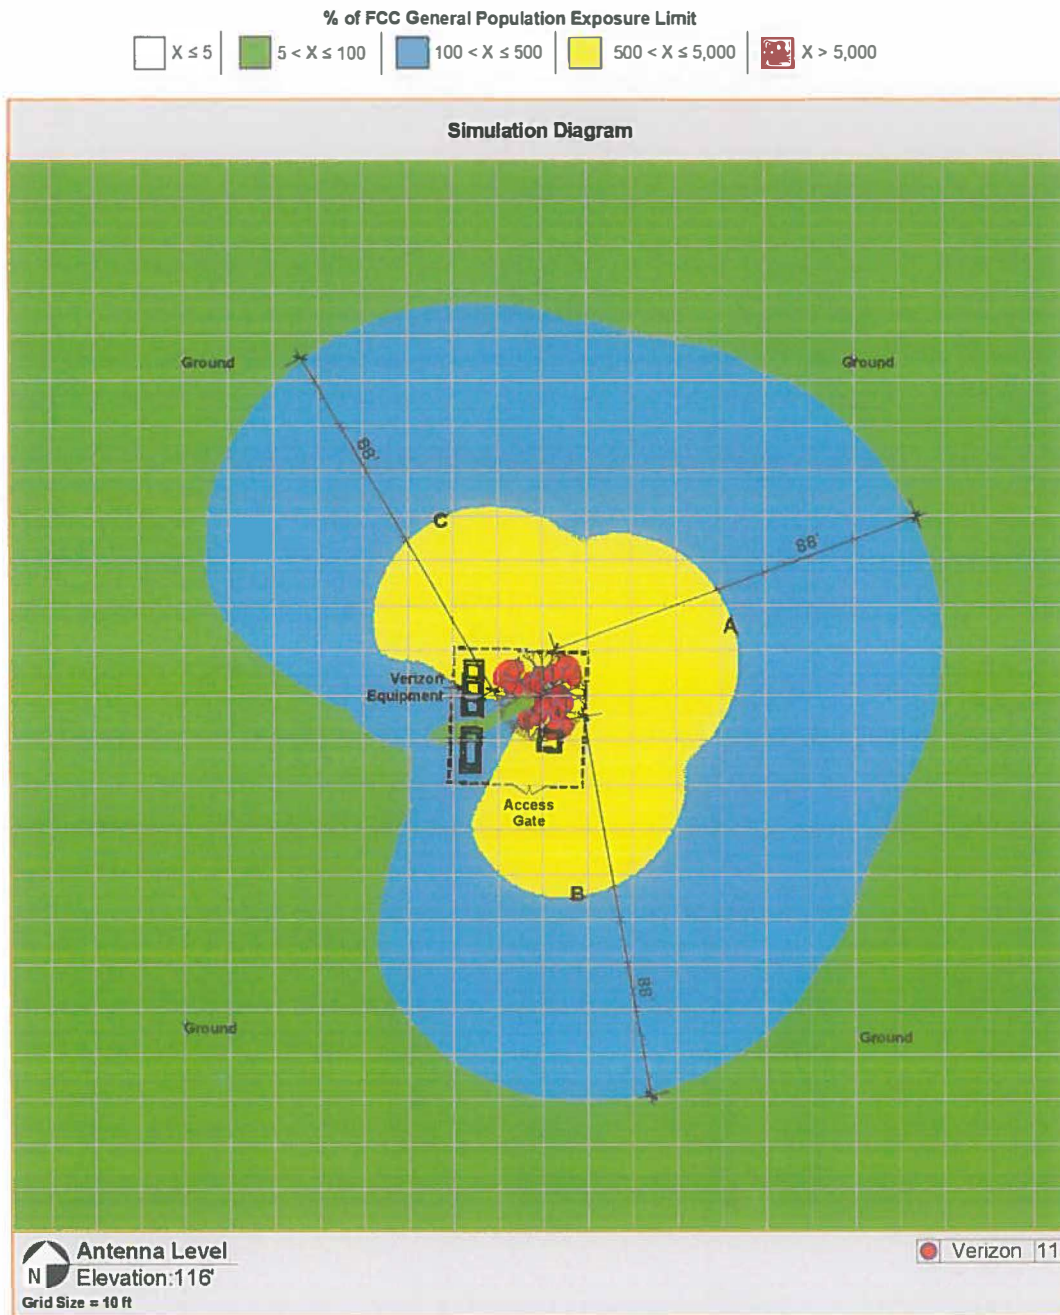 % of FCC General Population Exposure Limit
X ≤ 5
5 < X ≤ 100
100 < X ≤ 500
500 < X ≤ 5,000
X > 5,000
Simulation Diagram
Ground
Ground
88'
88'
C
A
Verizon
Equipment
Access
Gate
B
88
Ground
Ground
N
Antenna Level
Elevation:116'
Grid Size = 10 ft
Verizon 11